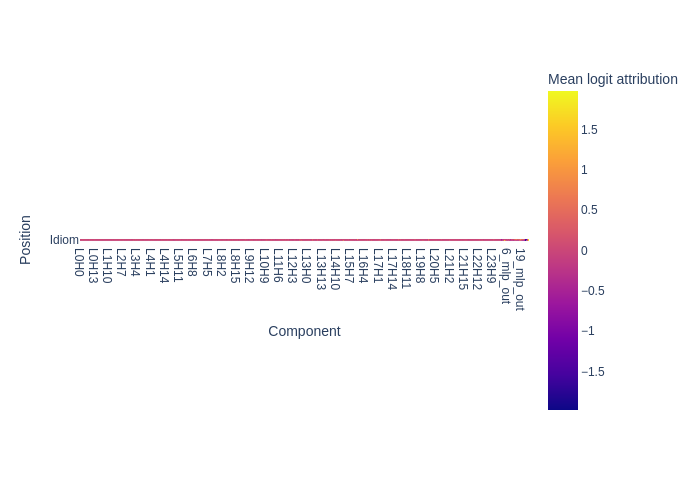 Mean logit attribution
1.5
1
0.5
0
−0.5
−1
−1.5
Position
Idiom
L0H0
L0H13
L1H10
L2H7
L3H4
L4H1
L4H14
L5H11
L6H8
L7H5
L8H2
L8H15
L9H12
L10H9
L11H6
L12H3
L13H0
L13H13
L14H10
L15H7
L16H4
L17H1
L17H14
L18H11
L19H8
L20H5
L21H2
L21H15
L22H12
L23H9
6_mlp_out
19_mlp_out
Component